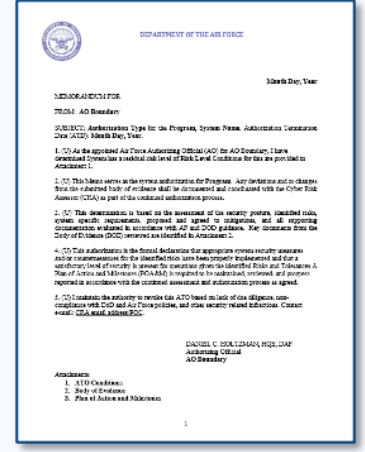 DEPARTMENT OF THE AIR FORCE
Month Day, Year
MEMORANDUM FOR
FROM: AO Boundary
SUBJECT: Authorization Type for the Program, System Name, Authorization Termination
Date (ATD): Month Day, Year.
1. (U) As the appointed Air Force Authorizing Official (AO) for AO Boundary, I have
determined System has a residual risk level of Risk Level Conditions for this are provided in
Attachment 1.
2. (U) This Memo serves as the system authorization for Program. Any deviations and/or changes
from the submitted body of evidence shall be documented and coordinated with the Cyber Risk
Assessor (CRA) as part of the continued authorization process.
3. (U) This determination is based on the assessment of the security posture, identified risks,
system specific requirements, proposed and agreed to mitigations, and all supporting
documentation evaluated in accordance with AF and DOD guidance. Key documents from the
Body of Evidence (BOE) reviewed are identified in Attachment 2.
4. (U) This authorization is the formal declaration that appropriate system security measures
and/or countermeasures for the identified risks have been properly implemented and that a
satisfactory level of security is present for operations given the identified Risks and Tolerances A
Plan of Action and Milestones (POA&M) is required to be maintained, reviewed, and progress
reported in accordance with the continued assessment and authorization process as agreed.
5. (U) I maintain the authority to revoke this ATO based on lack of due diligence, non-
compliance with DoD and Air Force policies, and other security related infractions. Contact
e-mail: CRA email address/POC.
DANIEL C. HOLTZMAN, HQE, DAF
Authorizing Official
AO Boundary
Attachments:
1. ATO Conditions
2. Body of Evidence
3. Plan of Action and Milestones
1